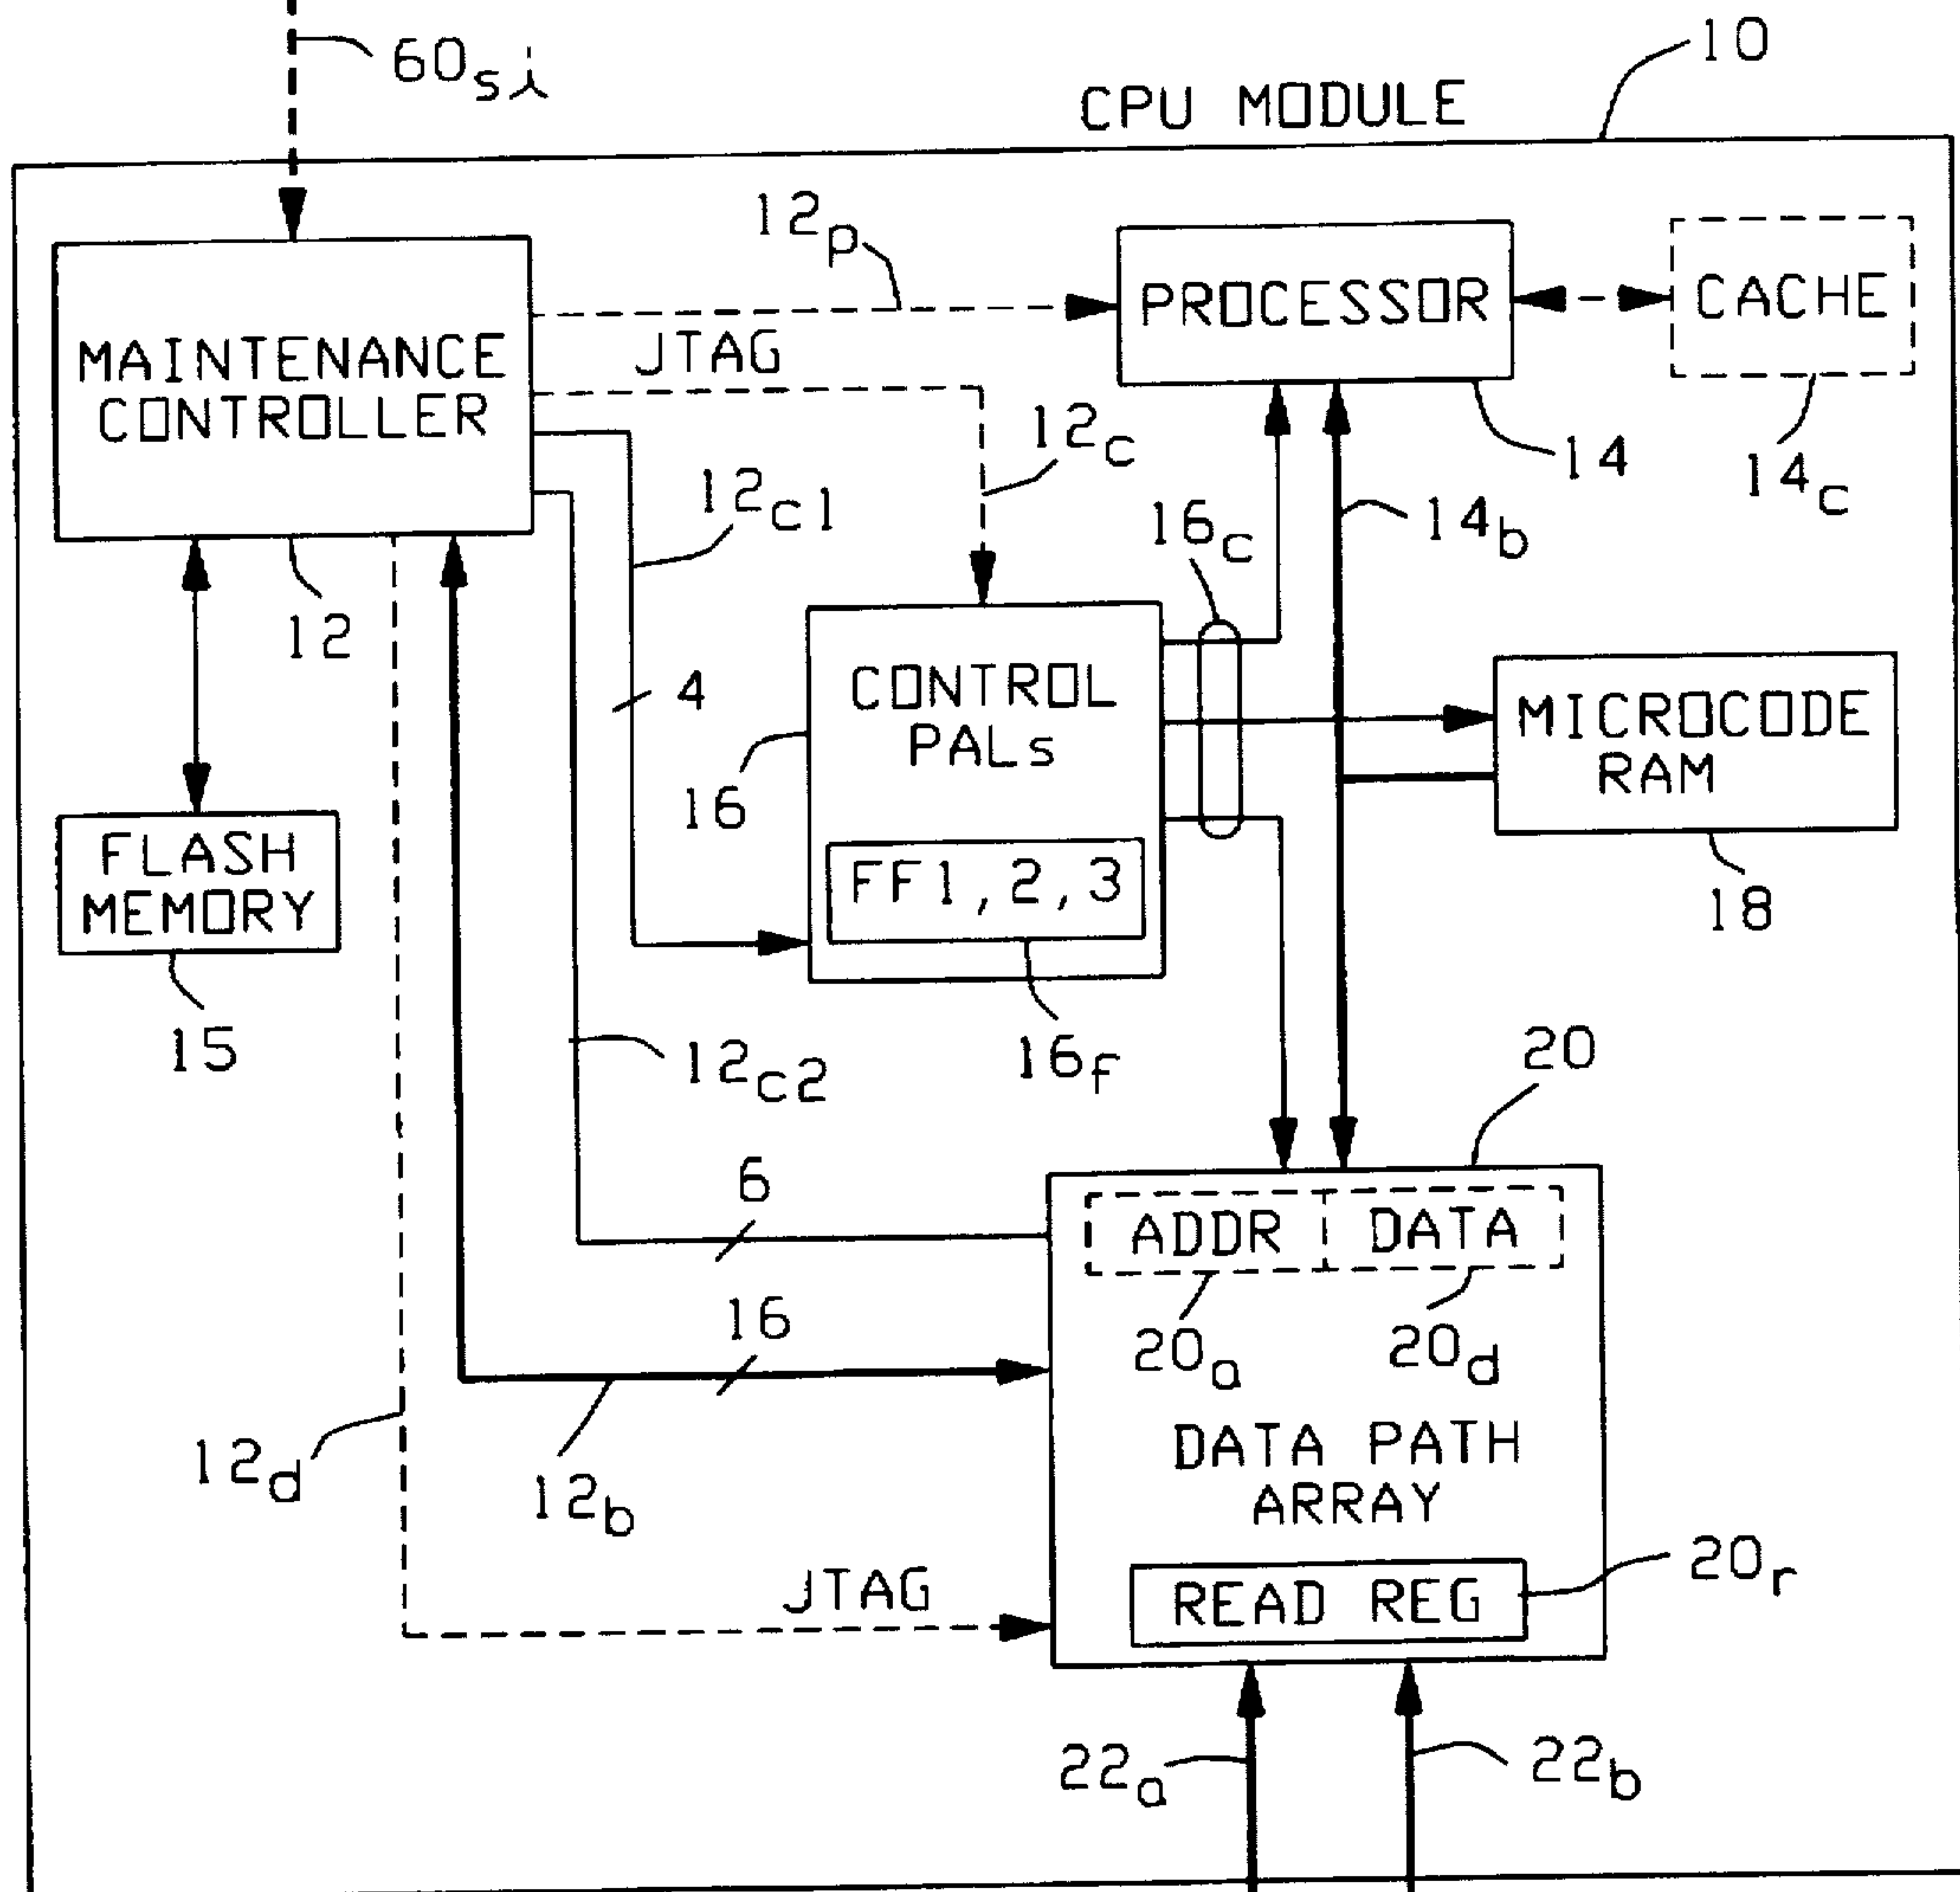 60si
10
CPU MODULE
12p
PROCESSOR
CACHE
JTAG
MAINTENANCE
CONTROLLER
12c
14
14c
12c1
16c
14b
12
4
CONTROL
PALs
MICROCODE
RAM
16
FLASH
MEMORY
FF1,2,3
18
15
12c2
16f
20
6
ADDR
DATA
16
20a
20d
DATA PATH
ARRAY
12d
12b
JTAG
READ REG
20r
22a
22b